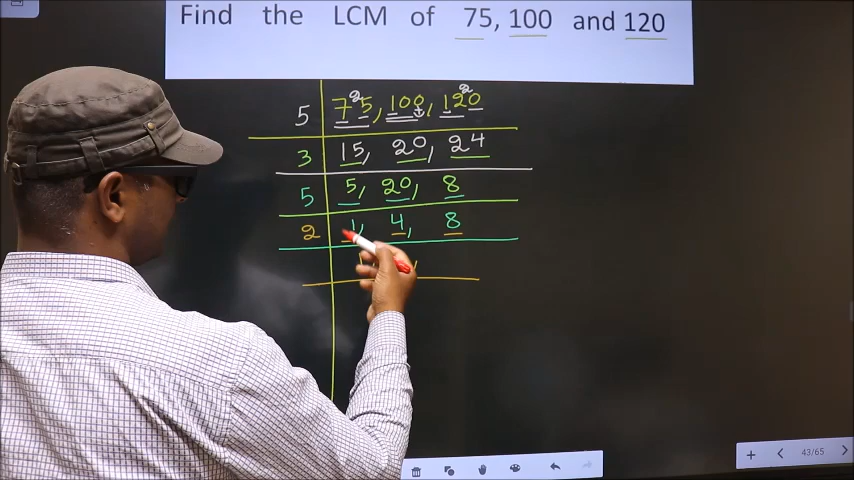 Find the LCM of 75, 100 and 120
5 75, 100, 120
3 15, 20, 24
5 5, 20, 8
2 1, 4, 8
43/65